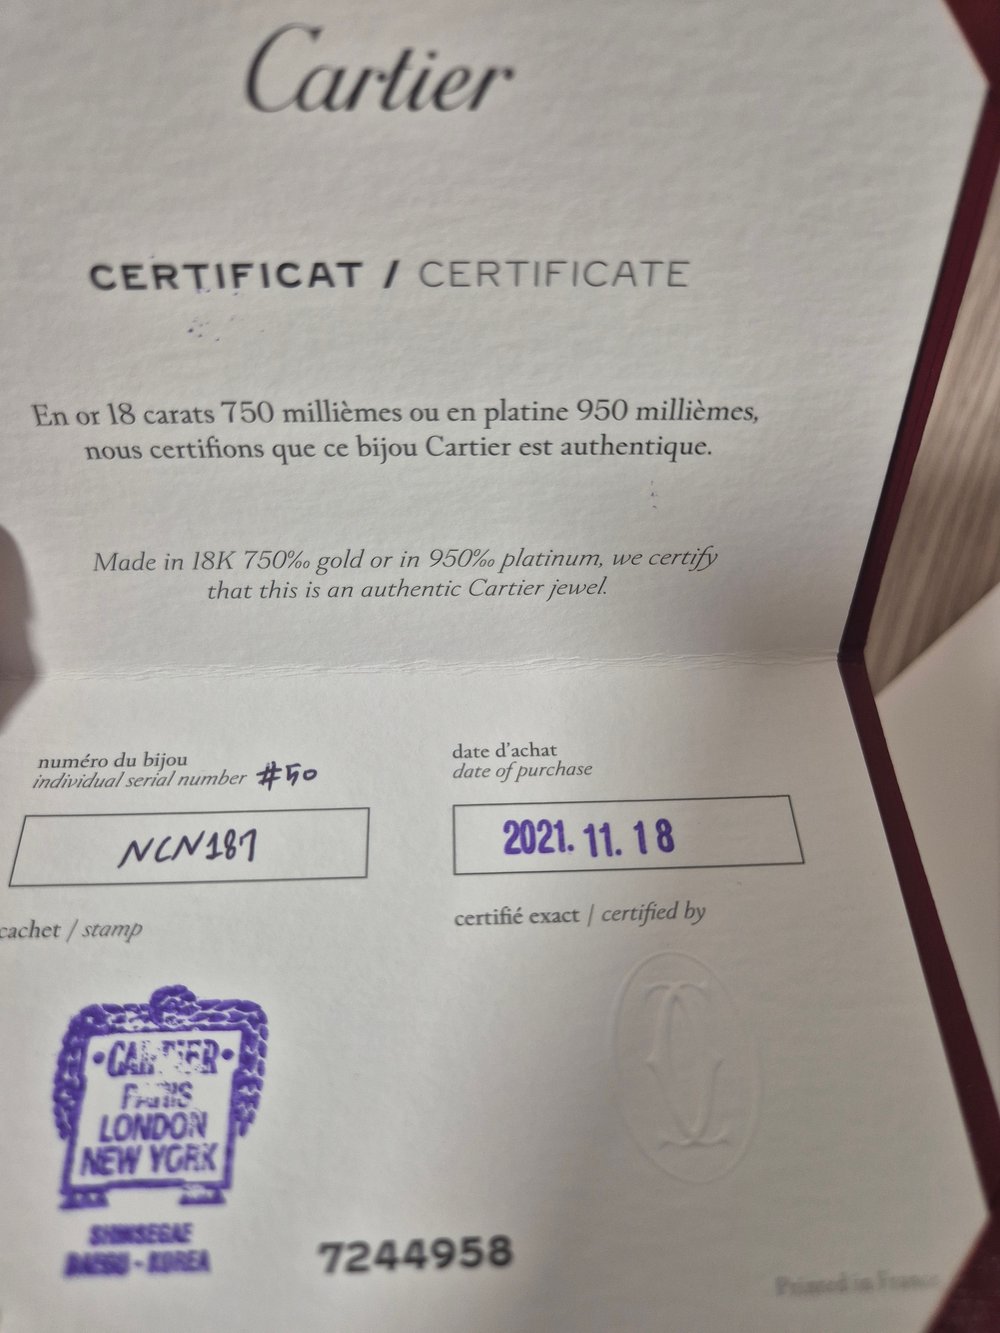 Cartier
CERTIFICAT / CERTIFICATE
En or 18 carats 750 millièmes ou en platine 950 millièmes,
nous certifions que ce bijou Cartier est authentique.
Made in 18K 750‰ gold or in 950‰ platinum, we certify
that this is an authentic Cartier jewel.
numéro du bijou
individual serial number #50
NCN187
date d'achat
date of purchase
2021. 11. 18
cachet / stamp
certifié exact / certified by
• CARTIER •
PARIS
LONDON
NEW YORK
SHINSEGAE
DAEGU - KOREA
7244958
Printed in France